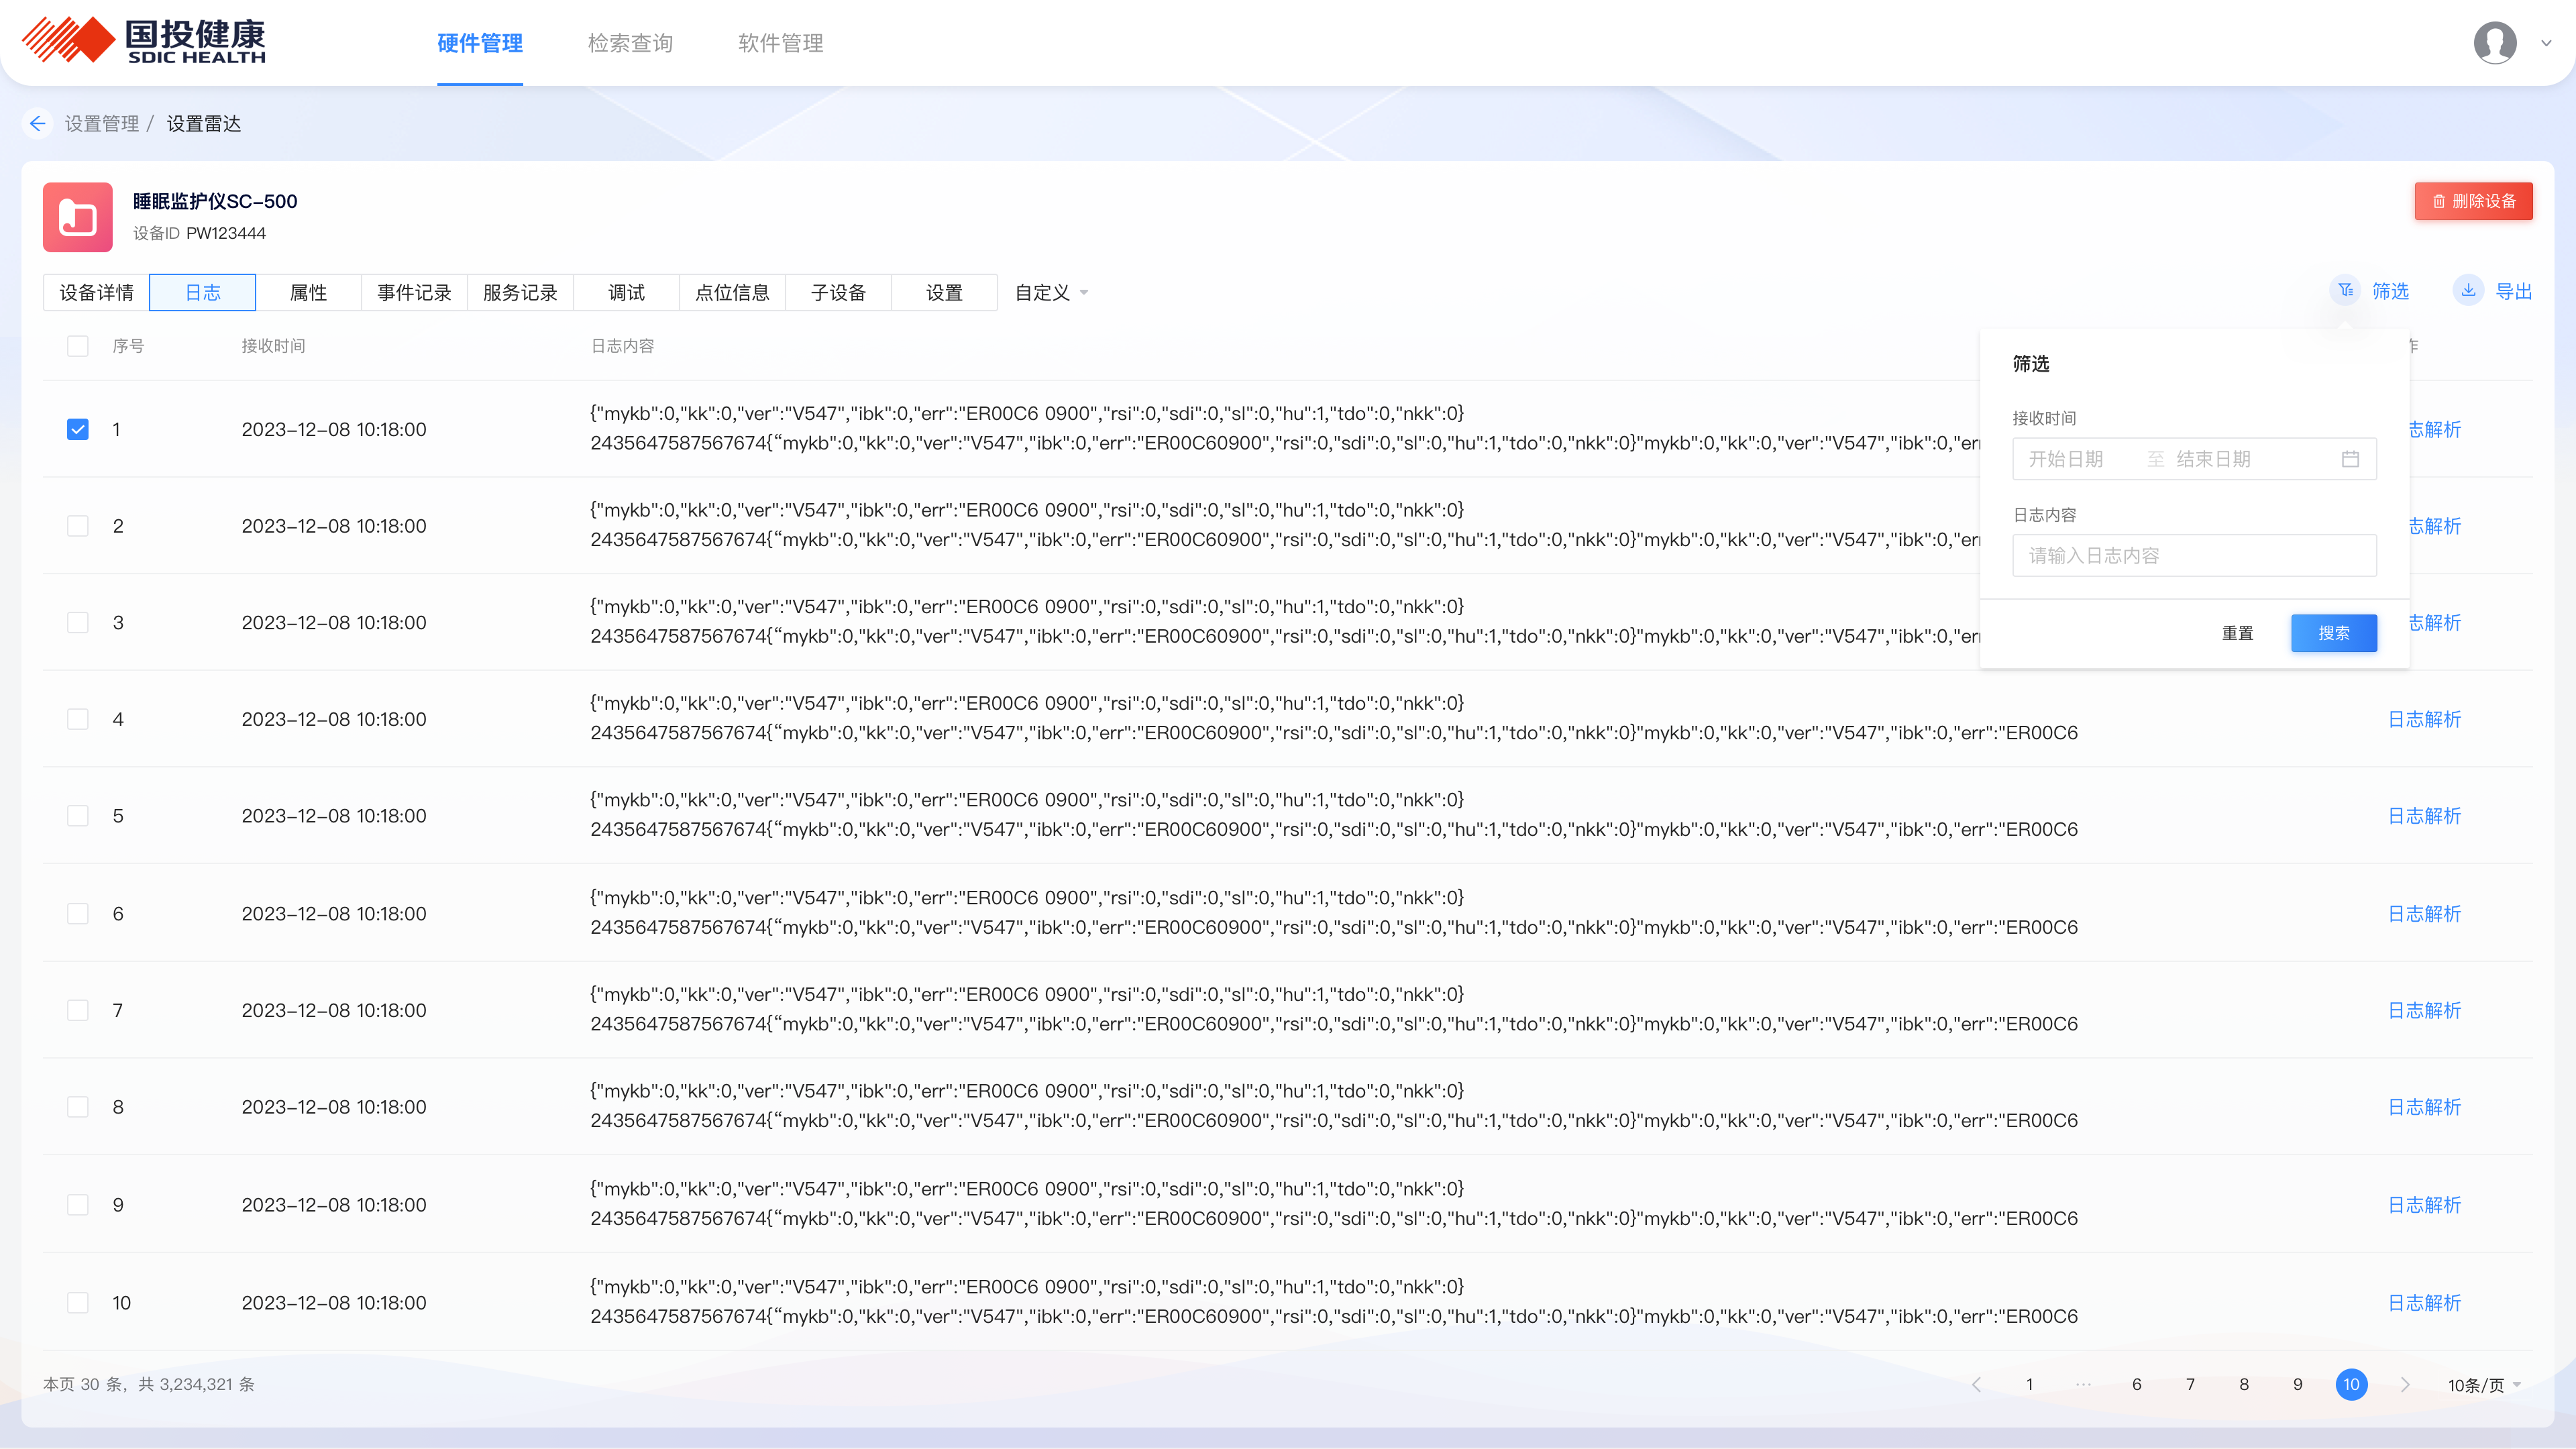 国投健康
SDIC HEALTH
硬件管理 检索查询 软件管理
设置管理 / 设置雷达
睡眠监护仪SC-500
设备ID PW123444
删除设备
设备详情 日志 属性 事件记录 服务记录 调试 点位信息 子设备 设置 自定义
筛选 导出
序号 接收时间 日志内容 作
1 2023-12-08 10:18:00
{"mykb":0,"kk":0,"ver":"V547","ibk":0,"err":"ER00C6 0900","rsi":0,"sdi":0,"sl":0,"hu":1,"tdo":0,"nkk":0}
2435647587567674{“mykb":0,"kk":0,"ver":"V547","ibk":0,"err":"ER00C60900","rsi":0,"sdi":0,"sl":0,"hu":1,"tdo":0,"nkk":0}"mykb":0,"kk":0,"ver":"V547","ibk":0,"err
志解析
2 2023-12-08 10:18:00
{"mykb":0,"kk":0,"ver":"V547","ibk":0,"err":"ER00C6 0900","rsi":0,"sdi":0,"sl":0,"hu":1,"tdo":0,"nkk":0}
2435647587567674{“mykb":0,"kk":0,"ver":"V547","ibk":0,"err":"ER00C60900","rsi":0,"sdi":0,"sl":0,"hu":1,"tdo":0,"nkk":0}"mykb":0,"kk":0,"ver":"V547","ibk":0,"err
志解析
3 2023-12-08 10:18:00
{"mykb":0,"kk":0,"ver":"V547","ibk":0,"err":"ER00C6 0900","rsi":0,"sdi":0,"sl":0,"hu":1,"tdo":0,"nkk":0}
2435647587567674{“mykb":0,"kk":0,"ver":"V547","ibk":0,"err":"ER00C60900","rsi":0,"sdi":0,"sl":0,"hu":1,"tdo":0,"nkk":0}"mykb":0,"kk":0,"ver":"V547","ibk":0,"err
志解析
筛选
接收时间
开始日期 至 结束日期
日志内容
请输入日志内容
重置 搜索
4 2023-12-08 10:18:00
{"mykb":0,"kk":0,"ver":"V547","ibk":0,"err":"ER00C6 0900","rsi":0,"sdi":0,"sl":0,"hu":1,"tdo":0,"nkk":0}
2435647587567674{“mykb":0,"kk":0,"ver":"V547","ibk":0,"err":"ER00C60900","rsi":0,"sdi":0,"sl":0,"hu":1,"tdo":0,"nkk":0}"mykb":0,"kk":0,"ver":"V547","ibk":0,"err":"ER00C6
日志解析
5 2023-12-08 10:18:00
{"mykb":0,"kk":0,"ver":"V547","ibk":0,"err":"ER00C6 0900","rsi":0,"sdi":0,"sl":0,"hu":1,"tdo":0,"nkk":0}
2435647587567674{“mykb":0,"kk":0,"ver":"V547","ibk":0,"err":"ER00C60900","rsi":0,"sdi":0,"sl":0,"hu":1,"tdo":0,"nkk":0}"mykb":0,"kk":0,"ver":"V547","ibk":0,"err":"ER00C6
日志解析
6 2023-12-08 10:18:00
{"mykb":0,"kk":0,"ver":"V547","ibk":0,"err":"ER00C6 0900","rsi":0,"sdi":0,"sl":0,"hu":1,"tdo":0,"nkk":0}
2435647587567674{“mykb":0,"kk":0,"ver":"V547","ibk":0,"err":"ER00C60900","rsi":0,"sdi":0,"sl":0,"hu":1,"tdo":0,"nkk":0}"mykb":0,"kk":0,"ver":"V547","ibk":0,"err":"ER00C6
日志解析
7 2023-12-08 10:18:00
{"mykb":0,"kk":0,"ver":"V547","ibk":0,"err":"ER00C6 0900","rsi":0,"sdi":0,"sl":0,"hu":1,"tdo":0,"nkk":0}
2435647587567674{“mykb":0,"kk":0,"ver":"V547","ibk":0,"err":"ER00C60900","rsi":0,"sdi":0,"sl":0,"hu":1,"tdo":0,"nkk":0}"mykb":0,"kk":0,"ver":"V547","ibk":0,"err":"ER00C6
日志解析
8 2023-12-08 10:18:00
{"mykb":0,"kk":0,"ver":"V547","ibk":0,"err":"ER00C6 0900","rsi":0,"sdi":0,"sl":0,"hu":1,"tdo":0,"nkk":0}
2435647587567674{“mykb":0,"kk":0,"ver":"V547","ibk":0,"err":"ER00C60900","rsi":0,"sdi":0,"sl":0,"hu":1,"tdo":0,"nkk":0}"mykb":0,"kk":0,"ver":"V547","ibk":0,"err":"ER00C6
日志解析
9 2023-12-08 10:18:00
{"mykb":0,"kk":0,"ver":"V547","ibk":0,"err":"ER00C6 0900","rsi":0,"sdi":0,"sl":0,"hu":1,"tdo":0,"nkk":0}
2435647587567674{“mykb":0,"kk":0,"ver":"V547","ibk":0,"err":"ER00C60900","rsi":0,"sdi":0,"sl":0,"hu":1,"tdo":0,"nkk":0}"mykb":0,"kk":0,"ver":"V547","ibk":0,"err":"ER00C6
日志解析
10 2023-12-08 10:18:00
{"mykb":0,"kk":0,"ver":"V547","ibk":0,"err":"ER00C6 0900","rsi":0,"sdi":0,"sl":0,"hu":1,"tdo":0,"nkk":0}
2435647587567674{“mykb":0,"kk":0,"ver":"V547","ibk":0,"err":"ER00C60900","rsi":0,"sdi":0,"sl":0,"hu":1,"tdo":0,"nkk":0}"mykb":0,"kk":0,"ver":"V547","ibk":0,"err":"ER00C6
日志解析
本页 30 条，共 3,234,321 条
1 ··· 6 7 8 9 10 10条/页